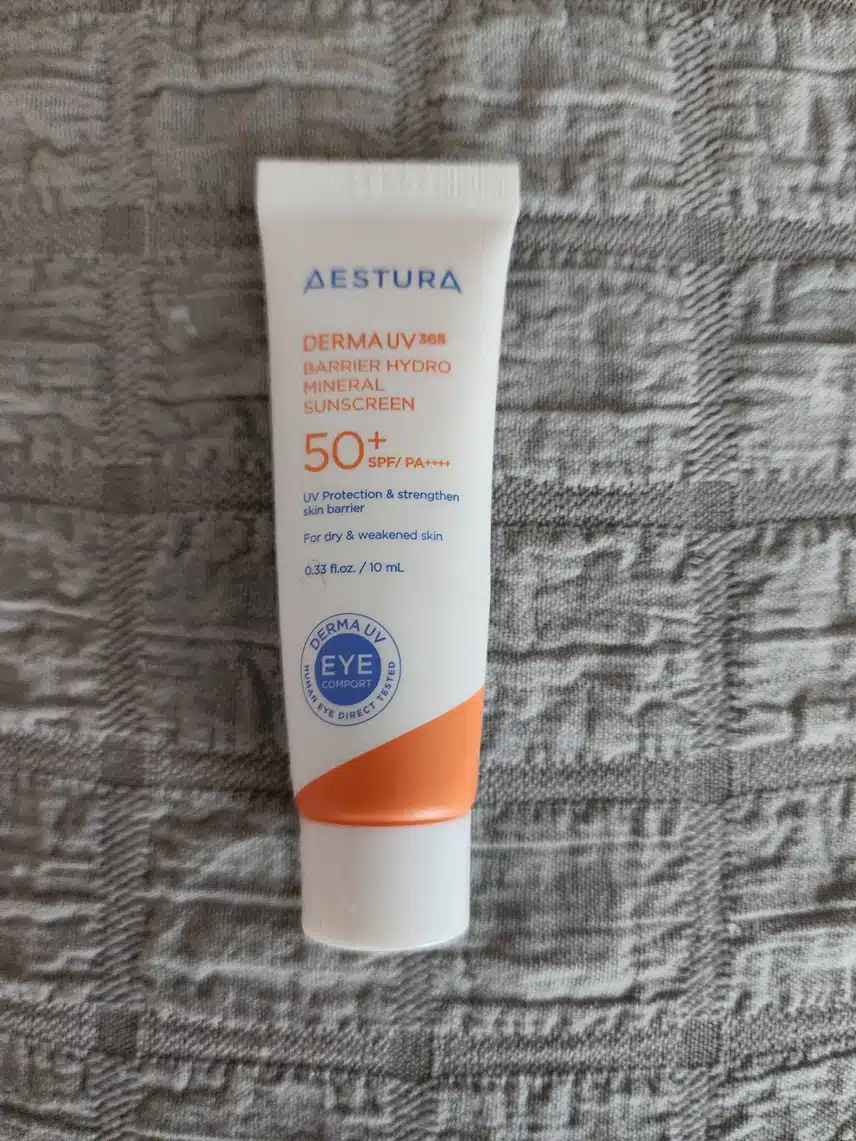 AESTURA
DERMA UV 365
BARRIER HYDRO
MINERAL
SUNSCREEN
50+
SPF/ PA++++
UV Protection & strengthen
skin barrier
For dry & weakened skin
0.33 fl.oz. / 10 mL
DERMA UV
EYE
COMFORT
HUMAN EYE DIRECT TESTED